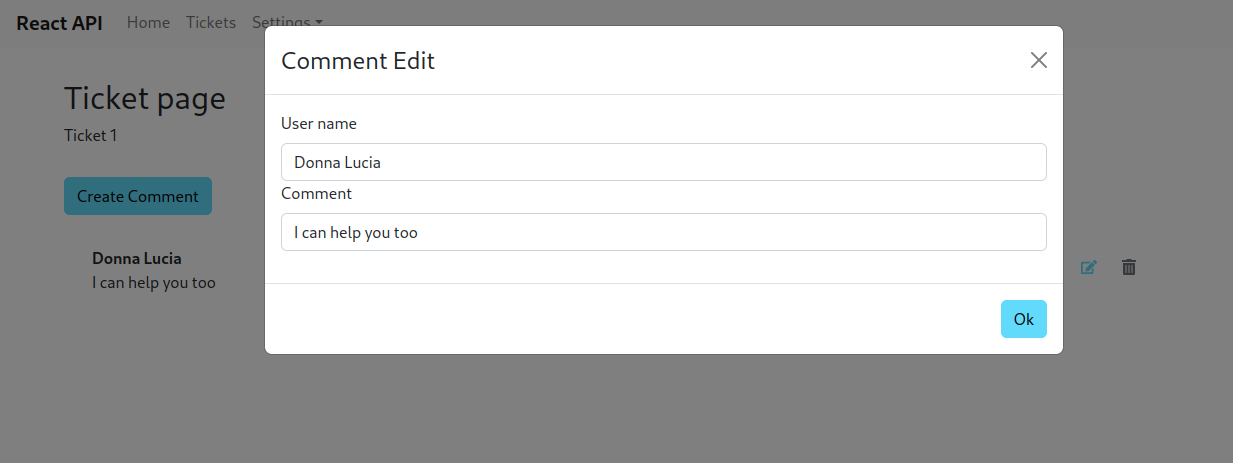 React API Home Tickets Settings
Comment Edit
Ticket page
Ticket 1
Create Comment
Donna Lucia
I can help you too
User name
Donna Lucia
Comment
I can help you too
Ok